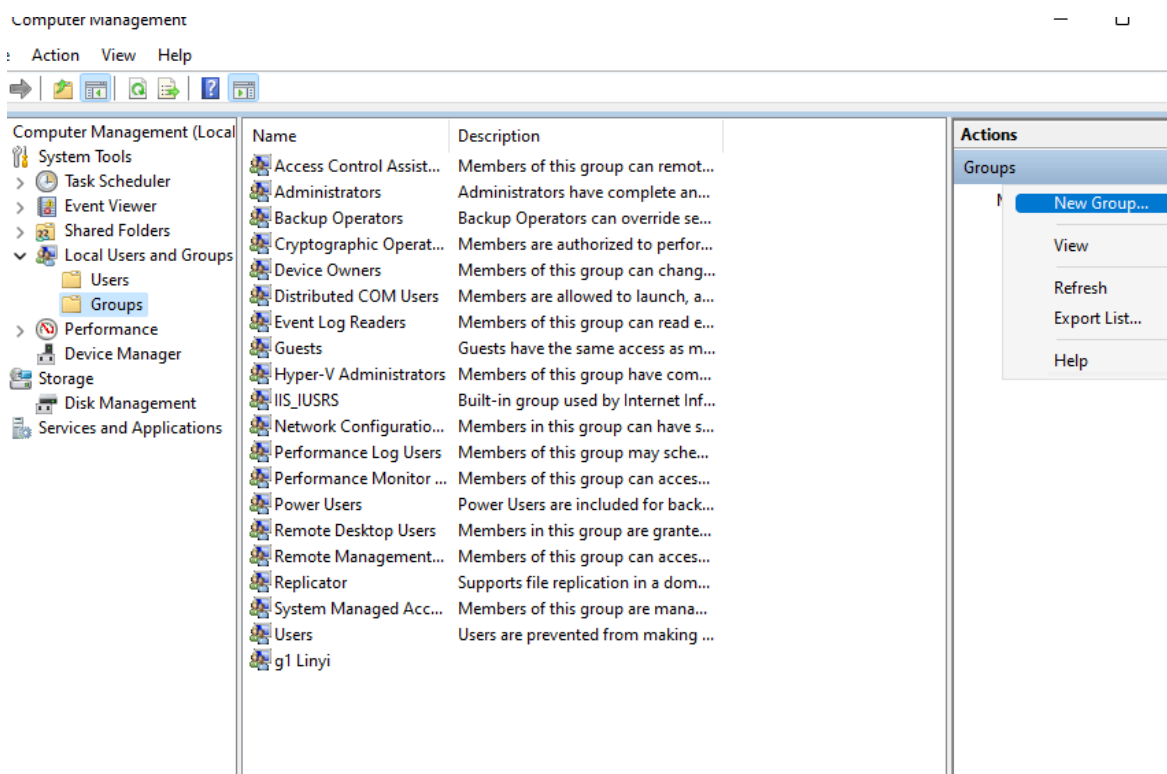 Computer Management
Action View Help
Computer Management (Local
System Tools
Task Scheduler
Event Viewer
Shared Folders
Local Users and Groups
Users
Groups
Performance
Device Manager
Storage
Disk Management
Services and Applications
Name Description
Access Control Assist... Members of this group can remot...
Administrators Administrators have complete an...
Backup Operators Backup Operators can override se...
Cryptographic Operat... Members are authorized to perfor...
Device Owners Members of this group can chang...
Distributed COM Users Members are allowed to launch, a...
Event Log Readers Members of this group can read e...
Guests Guests have the same access as m...
Hyper-V Administrators Members of this group have com...
IIS_IUSRS Built-in group used by Internet Inf...
Network Configuratio... Members in this group can have s...
Performance Log Users Members of this group may sche...
Performance Monitor ... Members of this group can acces...
Power Users Power Users are included for back...
Remote Desktop Users Members in this group are grante...
Remote Management... Members of this group can acces...
Replicator Supports file replication in a dom...
System Managed Acc... Members of this group are mana...
Users Users are prevented from making ...
g1 Linyi
Actions
Groups
New Group...
View
Refresh
Export List...
Help